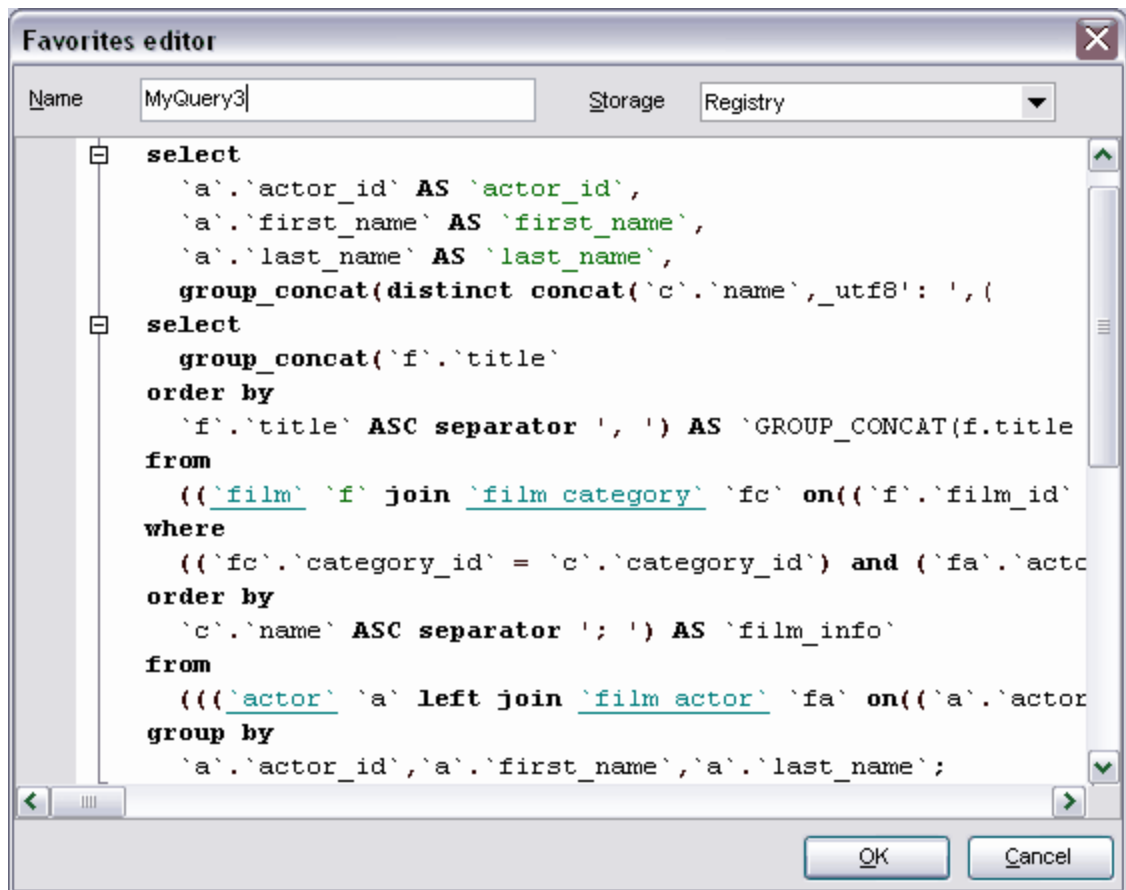 Favorites editor
Name MyQuery3 Storage Registry
select
`a`.`actor_id` AS `actor_id`,
`a`.`first_name` AS `first_name`,
`a`.`last_name` AS `last_name`,
group_concat(distinct concat(`c`.`name`,_utf8': ',(
select
group_concat(`f`.`title`
order by
`f`.`title` ASC separator ', ') AS `GROUP_CONCAT(f.title
from
((`film` `f` join `film_category` `fc` on((`f`.`film_id`
where
((`fc`.`category_id` = `c`.`category_id`) and (`fa`.`acto
order by
`c`.`name` ASC separator '; ') AS `film_info`
from
(((`actor` `a` left join `film_actor` `fa` on((`a`.`actor
group by
`a`.`actor_id`,`a`.`first_name`,`a`.`last_name`;
OK Cancel